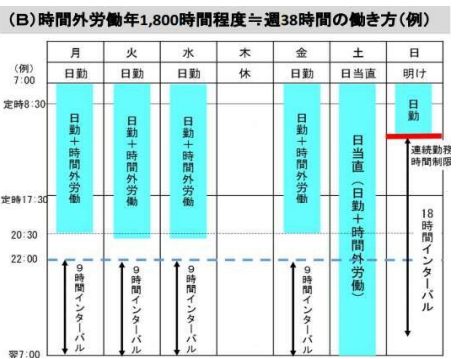 (B)時間外労働年1,800時間程度≒週38時間の働き方(例)
月 火 水 木 金 土 日
(例)
7:00
日勤 日勤 日勤 休 日勤 日当直 明け
定時8:30
定時17:30
20:30
22:00
翌7:00
日勤+時間外労働
日勤+時間外労働
日勤+時間外労働
日勤+時間外労働
日当直(日勤+時間外労働)
日勤
連続勤務
時間制限
9時間インターバル
9時間インターバル
9時間インターバル
9時間インターバル
18時間インターバル